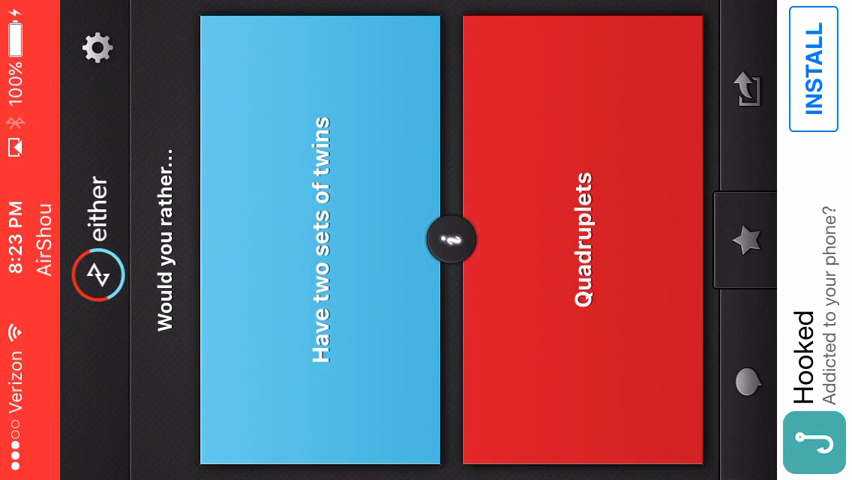 Verizon 8:23 PM 100%
AirShou
either
Would you rather...
Have two sets of twins
i
Quadruplets
Hooked
Addicted to your phone?
INSTALL